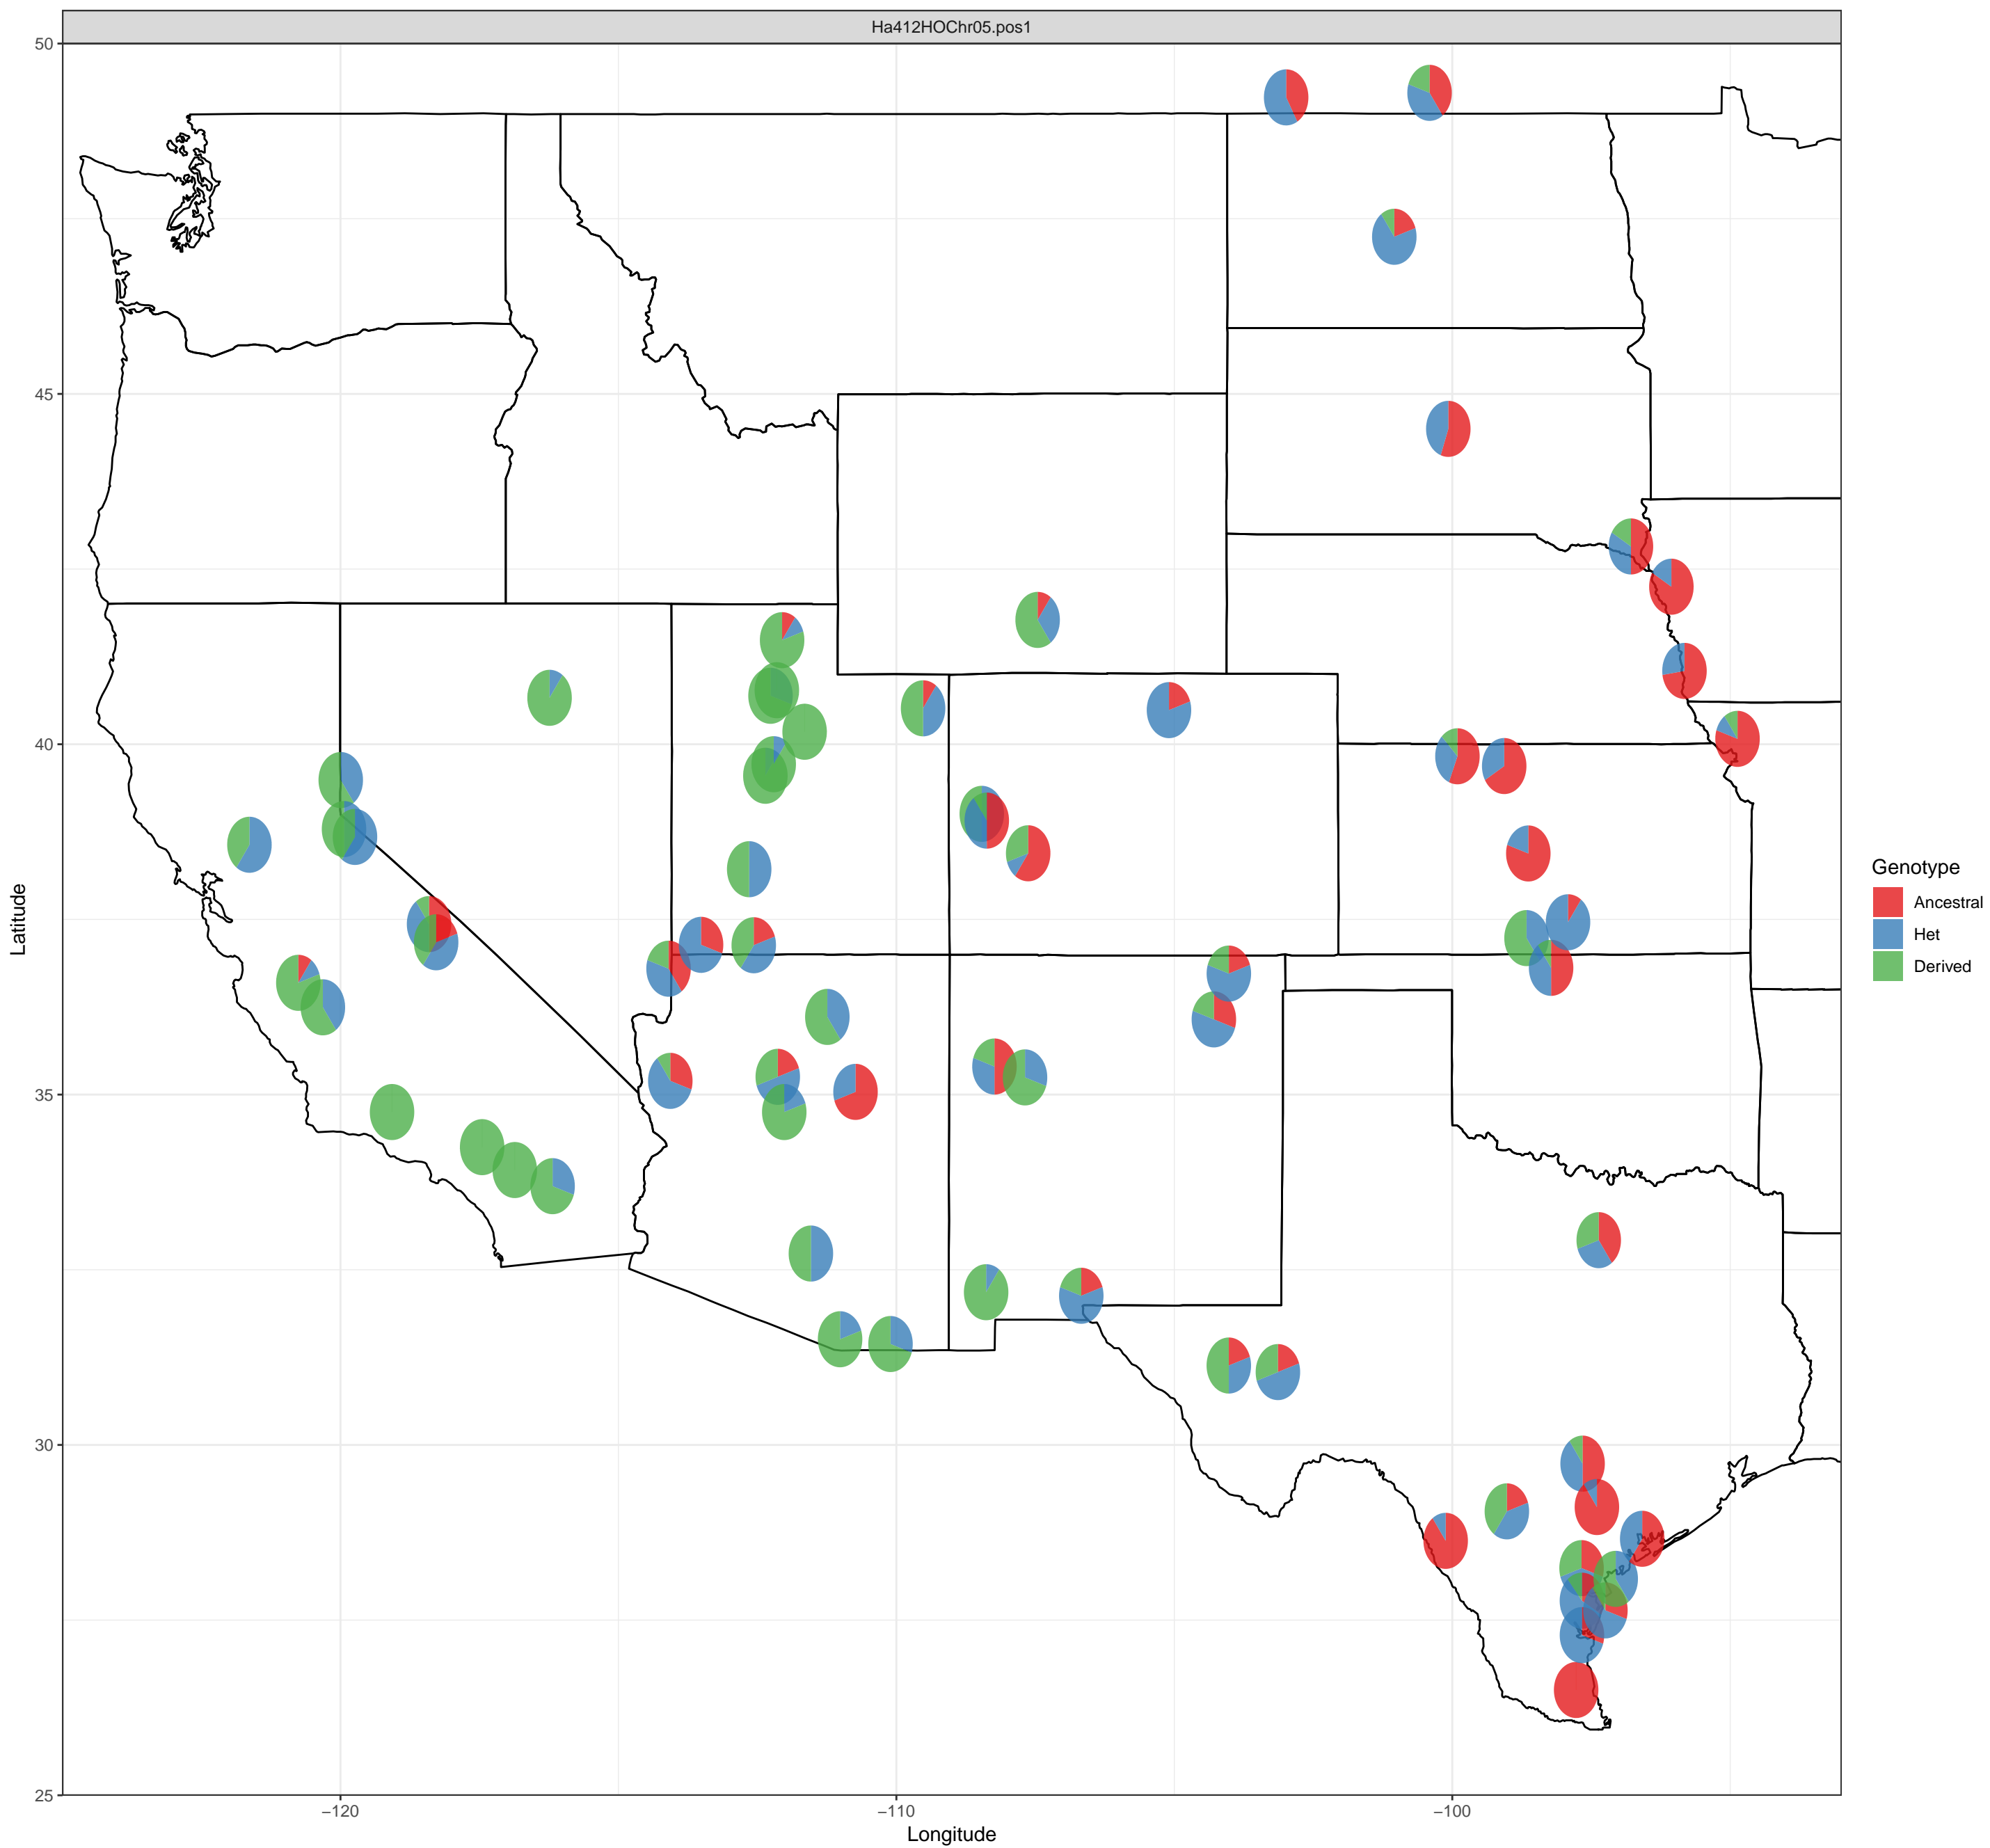 Ha412HOChr05.pos1
50
45
40
35
30
25
Latitude
−120
−110
−100
Longitude
Genotype
Ancestral
Het
Derived